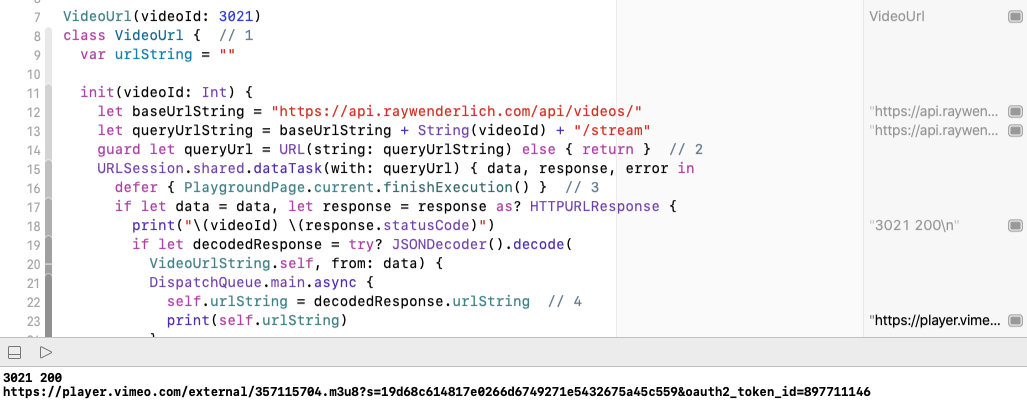 7 VideoUrl(videoId: 3021) VideoUrl
8 class VideoUrl {  // 1
9 var urlString = ""
10
11 init(videoId: Int) {
12 let baseUrlString = "https://api.raywenderlich.com/api/videos/" "https://api.raywen...
13 let queryUrlString = baseUrlString + String(videoId) + "/stream" "https://api.raywen...
14 guard let queryUrl = URL(string: queryUrlString) else { return }  // 2
15 URLSession.shared.dataTask(with: queryUrl) { data, response, error in
16 defer { PlaygroundPage.current.finishExecution() }  // 3
17 if let data = data, let response = response as? HTTPURLResponse {
18 print("\(videoId) \(response.statusCode)") "3021 200\n"
19 if let decodedResponse = try? JSONDecoder().decode(
20 VideoUrlString.self, from: data) {
21 DispatchQueue.main.async {
22 self.urlString = decodedResponse.urlString  // 4
23 print(self.urlString) "https://player.vime...
3021 200
https://player.vimeo.com/external/357115704.m3u8?s=19d68c614817e0266d6749271e5432675a45c559&oauth2_token_id=897711146